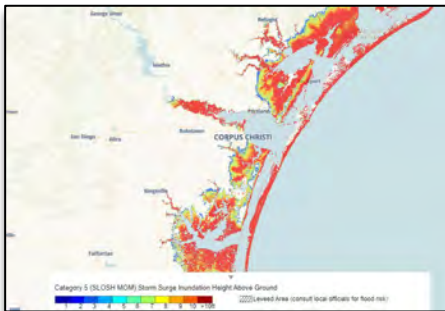 George West
Refugio
Mathis
Portland
Robstown
CORPUS CHRISTI
San Diego
Alice
Kingsville
Falfurrias
Category 5 (SLOSH MOM) Storm Surge Inundation Height Above Ground
1 2 3 4 5 6 7 8 9 10 >10ft
Leveed Area (consult local officials for flood risk)